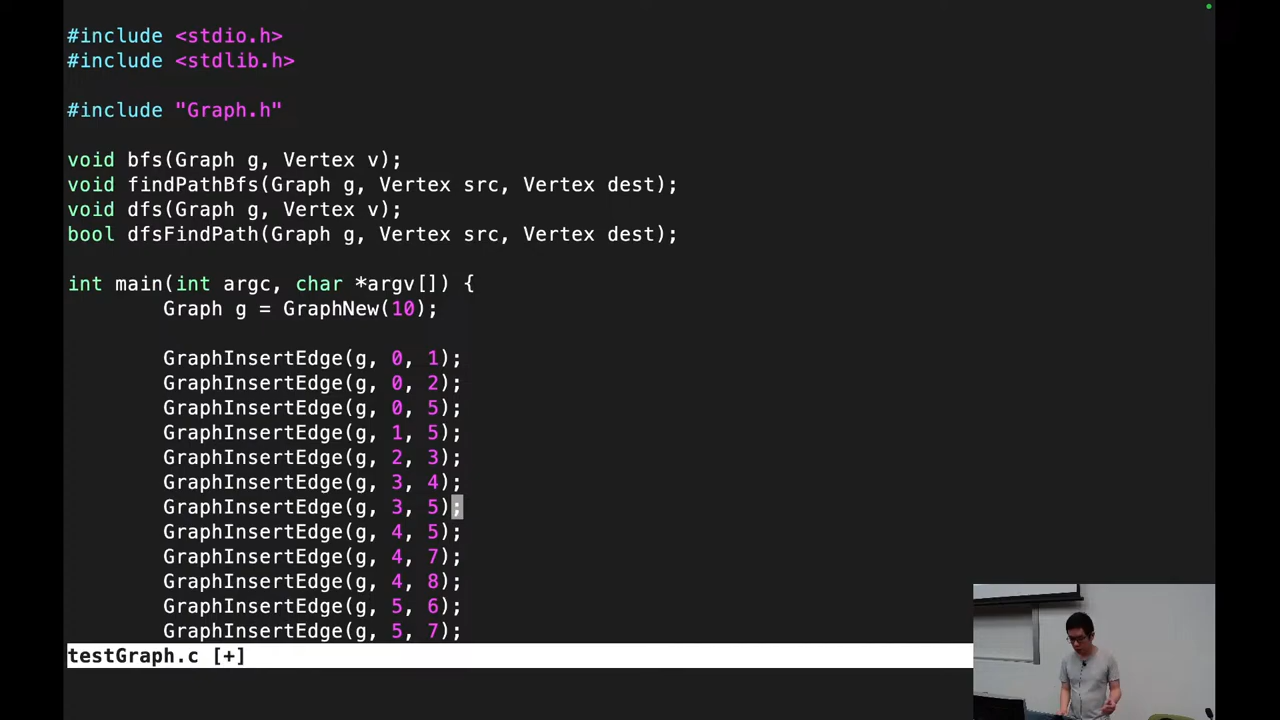 #include <stdio.h>
#include <stdlib.h>
#include "Graph.h"
void bfs(Graph g, Vertex v);
void findPathBfs(Graph g, Vertex src, Vertex dest);
void dfs(Graph g, Vertex v);
bool dfsFindPath(Graph g, Vertex src, Vertex dest);
int main(int argc, char *argv[]) {
Graph g = GraphNew(10);
GraphInsertEdge(g, 0, 1);
GraphInsertEdge(g, 0, 2);
GraphInsertEdge(g, 0, 5);
GraphInsertEdge(g, 1, 5);
GraphInsertEdge(g, 2, 3);
GraphInsertEdge(g, 3, 4);
GraphInsertEdge(g, 3, 5);
GraphInsertEdge(g, 4, 5);
GraphInsertEdge(g, 4, 7);
GraphInsertEdge(g, 4, 8);
GraphInsertEdge(g, 5, 6);
GraphInsertEdge(g, 5, 7);
testGraph.c [+]